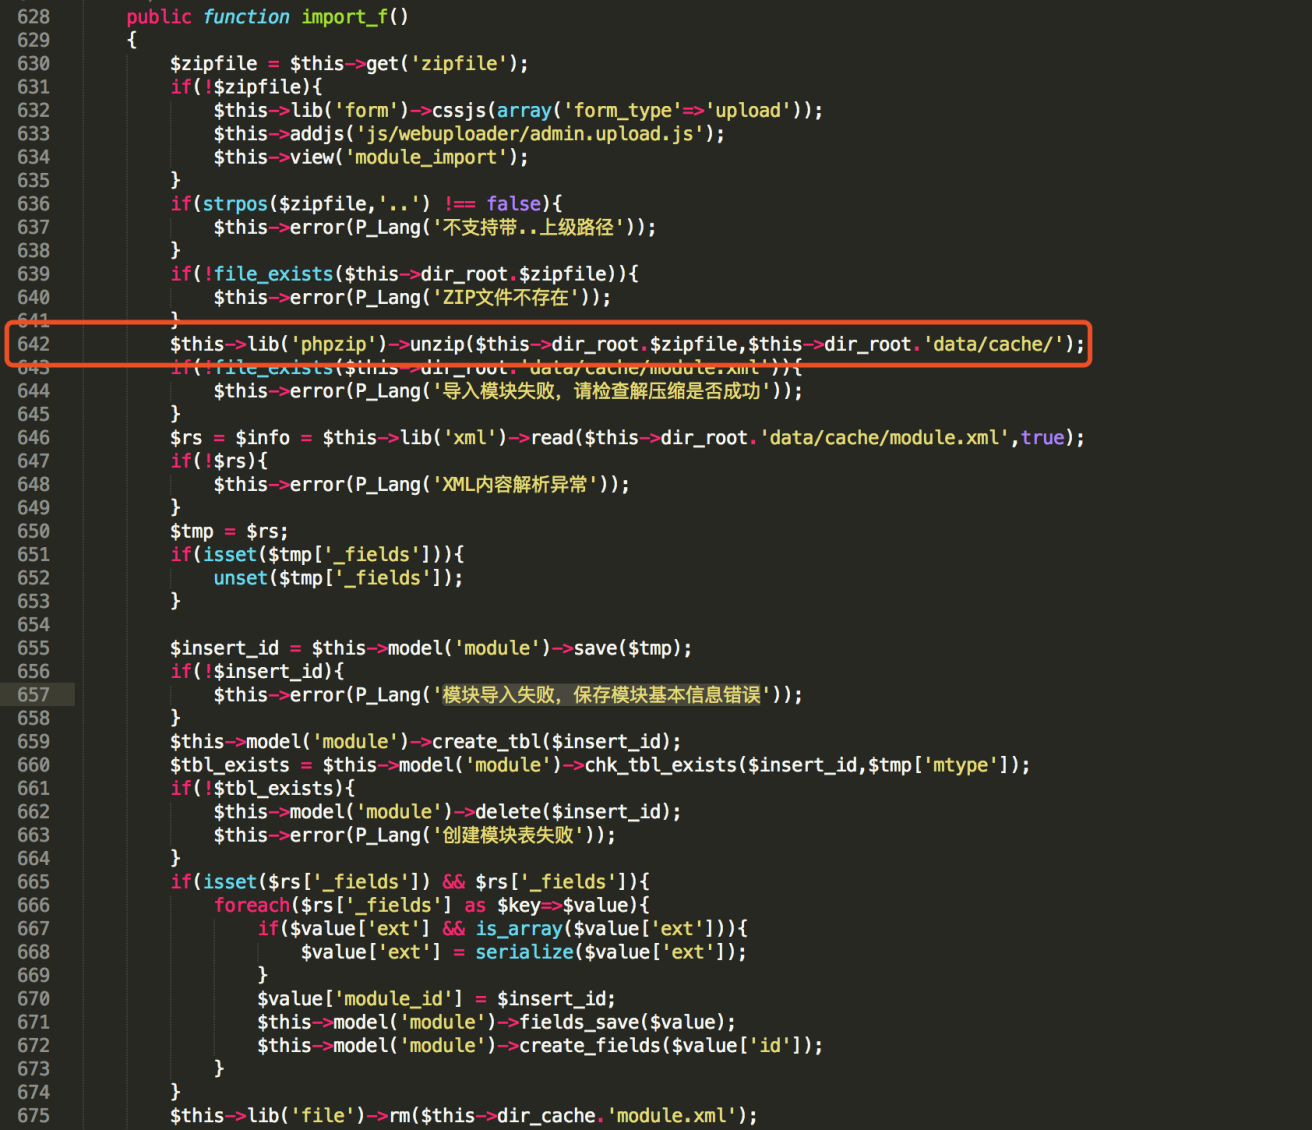 628 public function import_f()
629 {
630 $zipfile = $this->get('zipfile');
631 if(!$zipfile){
632 $this->lib('form')->cssjs(array('form_type'=>'upload'));
633 $this->addjs('js/webuploader/admin.upload.js');
634 $this->view('module_import');
635 }
636 if(strpos($zipfile,'..') !== false){
637 $this->error(P_Lang('不支持带..上级路径'));
638 }
639 if(!file_exists($this->dir_root.$zipfile)){
640 $this->error(P_Lang('ZIP文件不存在'));
641 }
642 $this->lib('phpzip')->unzip($this->dir_root.$zipfile,$this->dir_root.'data/cache/');
643 if(!file_exists($this->dir_root.'data/cache/module.xml')){
644 $this->error(P_Lang('导入模块失败，请检查解压缩是否成功'));
645 }
646 $rs = $info = $this->lib('xml')->read($this->dir_root.'data/cache/module.xml',true);
647 if(!$rs){
648 $this->error(P_Lang('XML内容解析异常'));
649 }
650 $tmp = $rs;
651 if(isset($tmp['_fields'])){
652 unset($tmp['_fields']);
653 }
654
655 $insert_id = $this->model('module')->save($tmp);
656 if(!$insert_id){
657 $this->error(P_Lang('模块导入失败，保存模块基本信息错误'));
658 }
659 $this->model('module')->create_tbl($insert_id);
660 $tbl_exists = $this->model('module')->chk_tbl_exists($insert_id,$tmp['mtype']);
661 if(!$tbl_exists){
662 $this->model('module')->delete($insert_id);
663 $this->error(P_Lang('创建模块表失败'));
664 }
665 if(isset($rs['_fields']) && $rs['_fields']){
666 foreach($rs['_fields'] as $key=>$value){
667 if($value['ext'] && is_array($value['ext'])){
668 $value['ext'] = serialize($value['ext']);
669 }
670 $value['module_id'] = $insert_id;
671 $this->model('module')->fields_save($value);
672 $this->model('module')->create_fields($value['id']);
673 }
674 }
675 $this->lib('file')->rm($this->dir_cache.'module.xml');